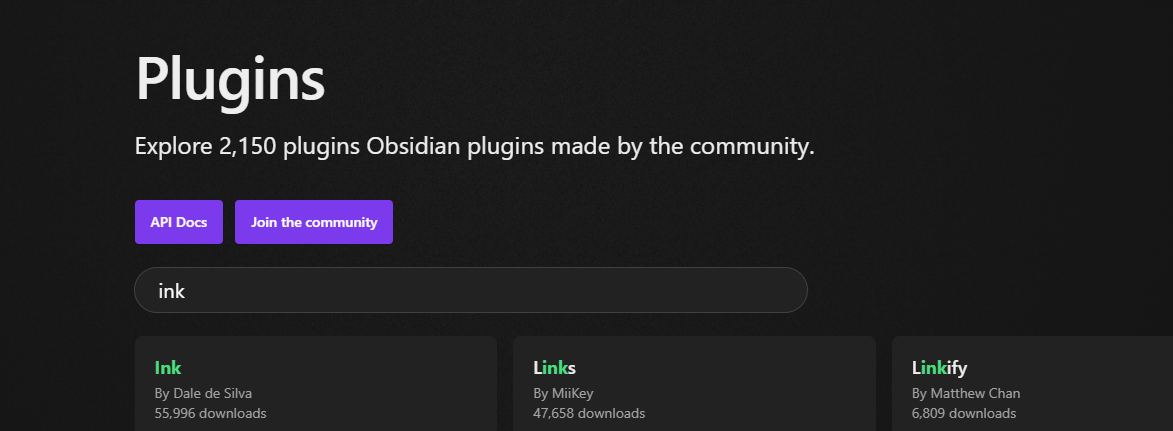 Plugins
Explore 2,150 plugins Obsidian plugins made by the community.
API Docs
Join the community
ink
Ink
By Dale de Silva
55,996 downloads
Links
By MiiKey
47,658 downloads
Linkify
By Matthew Chan
6,809 downloads